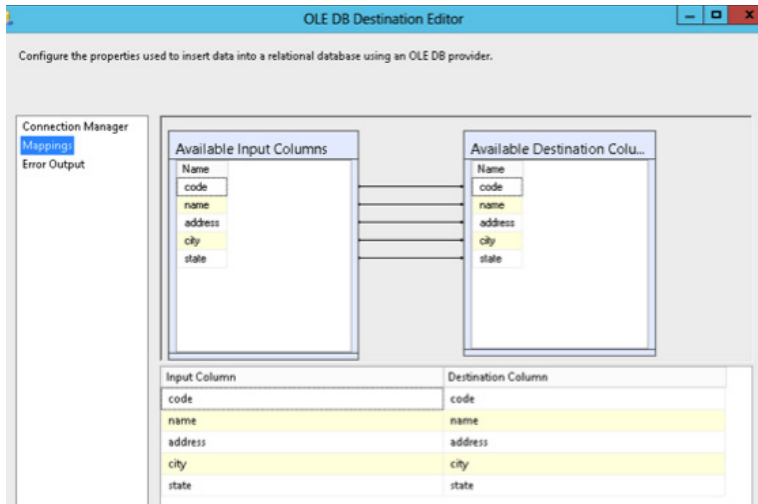 OLE DB Destination Editor
Configure the properties used to insert data into a relational database using an OLE DB provider.
Connection Manager
Mappings
Error Output
Available Input Columns
Name
code
name
address
city
state
Available Destination Colu...
Name
code
name
address
city
state
Input Column Destination Column
code code
name name
address address
city city
state state